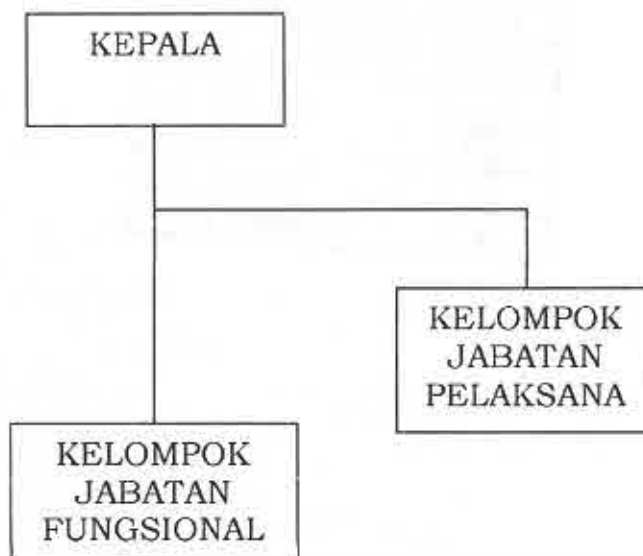 KEPALA
KELOMPOK
JABATAN
PELAKSANA
KELOMPOK
JABATAN
FUNGSIONAL